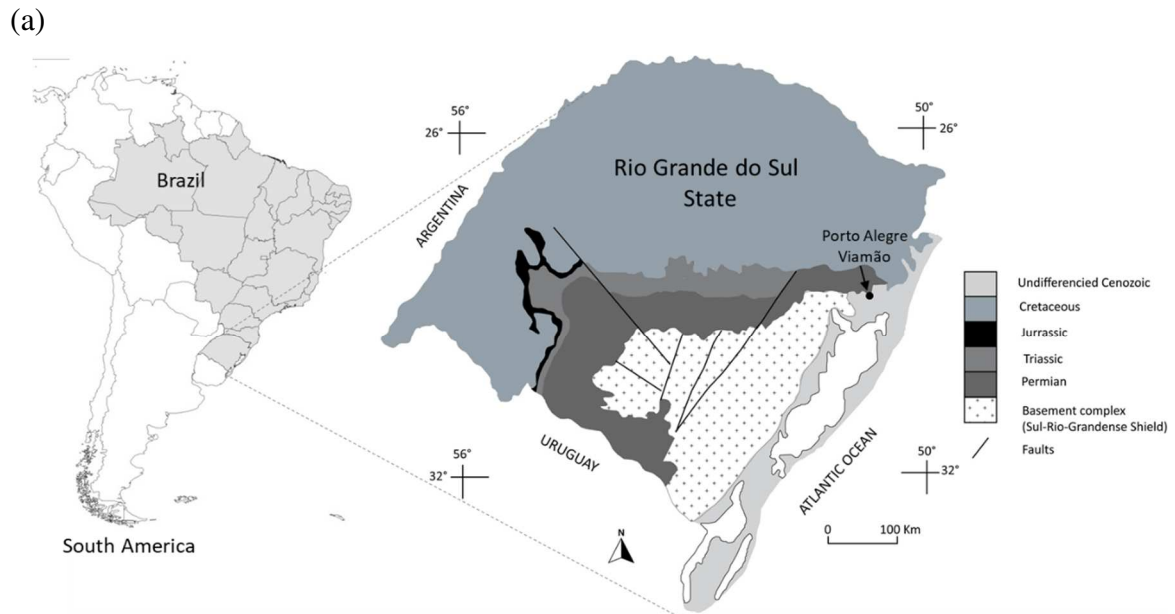 (a)
Brazil
South America
56°
26°
50°
26°
ARGENTINA
Rio Grande do Sul
State
Porto Alegre
Viamão
URUGUAY
56°
32°
50°
32°
ATLANTIC OCEAN
N
0
100 Km
Undifferencied Cenozoic
Cretaceous
Jurrassic
Triassic
Permian
Basement complex
(Sul-Rio-Grandense Shield)
Faults